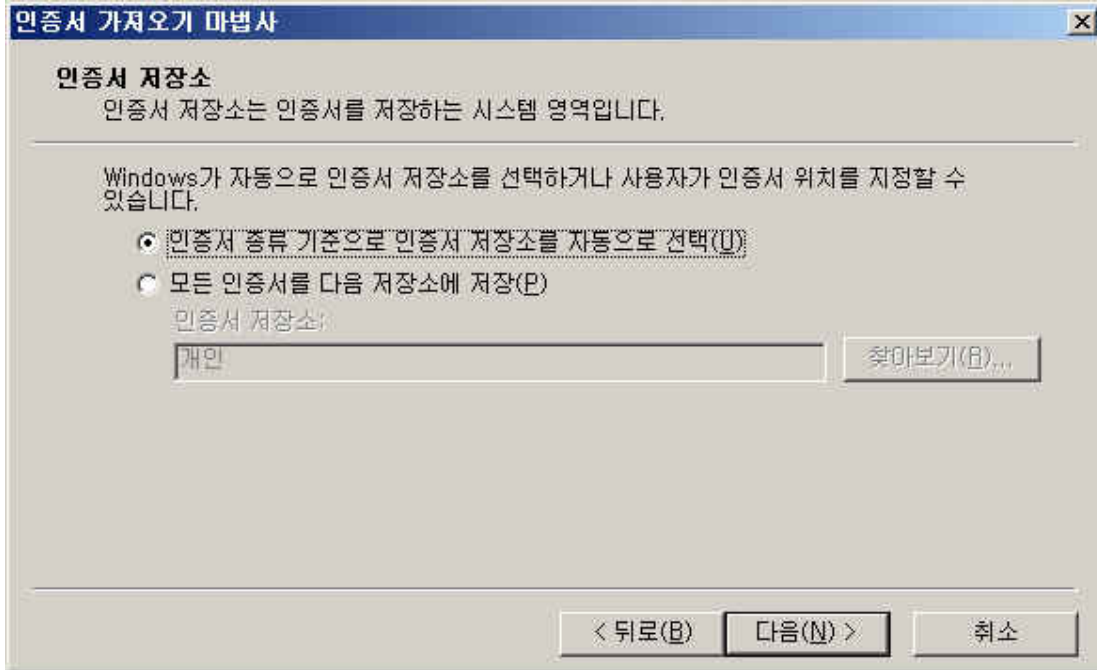 인증서 가져오기 마법사
인증서 저장소
인증서 저장소는 인증서를 저장하는 시스템 영역입니다.
Windows가 자동으로 인증서 저장소를 선택하거나 사용자가 인증서 위치를 지정할 수
있습니다.
인증서 종류 기준으로 인증서 저장소를 자동으로 선택(U)
모든 인증서를 다음 저장소에 저장(P)
인증서 저장소:
개인
찾아보기(R)...
< 뒤로(B)
다음(N) >
취소